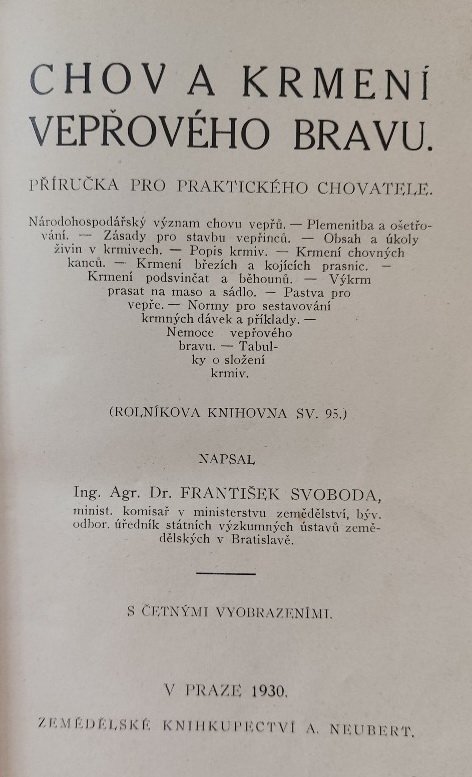 CHOV A KRMENÍ
VEPŘOVÉHO BRAVU.
PŘÍRUČKA PRO PRAKTICKÉHO CHOVATELE.
Národohospodářský význam chovu vepřů. — Plemenitba a ošetřo-
vání. — Zásady pro stavbu vepřinců. — Obsah a úkoly
živin v krmivech. — Popis krmiv. — Krmení chovných
kanců. — Krmení březích a kojících prasnic. —
Krmení podsvinčat a běhounů. — Výkrm
prasat na maso a sádlo. — Pastva pro
vepře. — Normy pro sestavování
krmných dávek a příklady. —
Nemoce vepřového
bravu. — Tabul-
ky o složení
krmiv.
(ROLNÍKOVA KNIHOVNA SV. 95.)
NAPSAL
Ing. Agr. Dr. FRANTIŠEK SVOBODA,
minist. komisař v ministerstvu zemědělství, býv.
odbor. úředník státních výzkumných ústavů země-
dělských v Bratislavě.
S ČETNÝMI VYOBRAZENÍMI.
V PRAZE 1930.
ZEMĚDĚLSKÉ KNIHKUPECTVÍ A. NEUBERT.